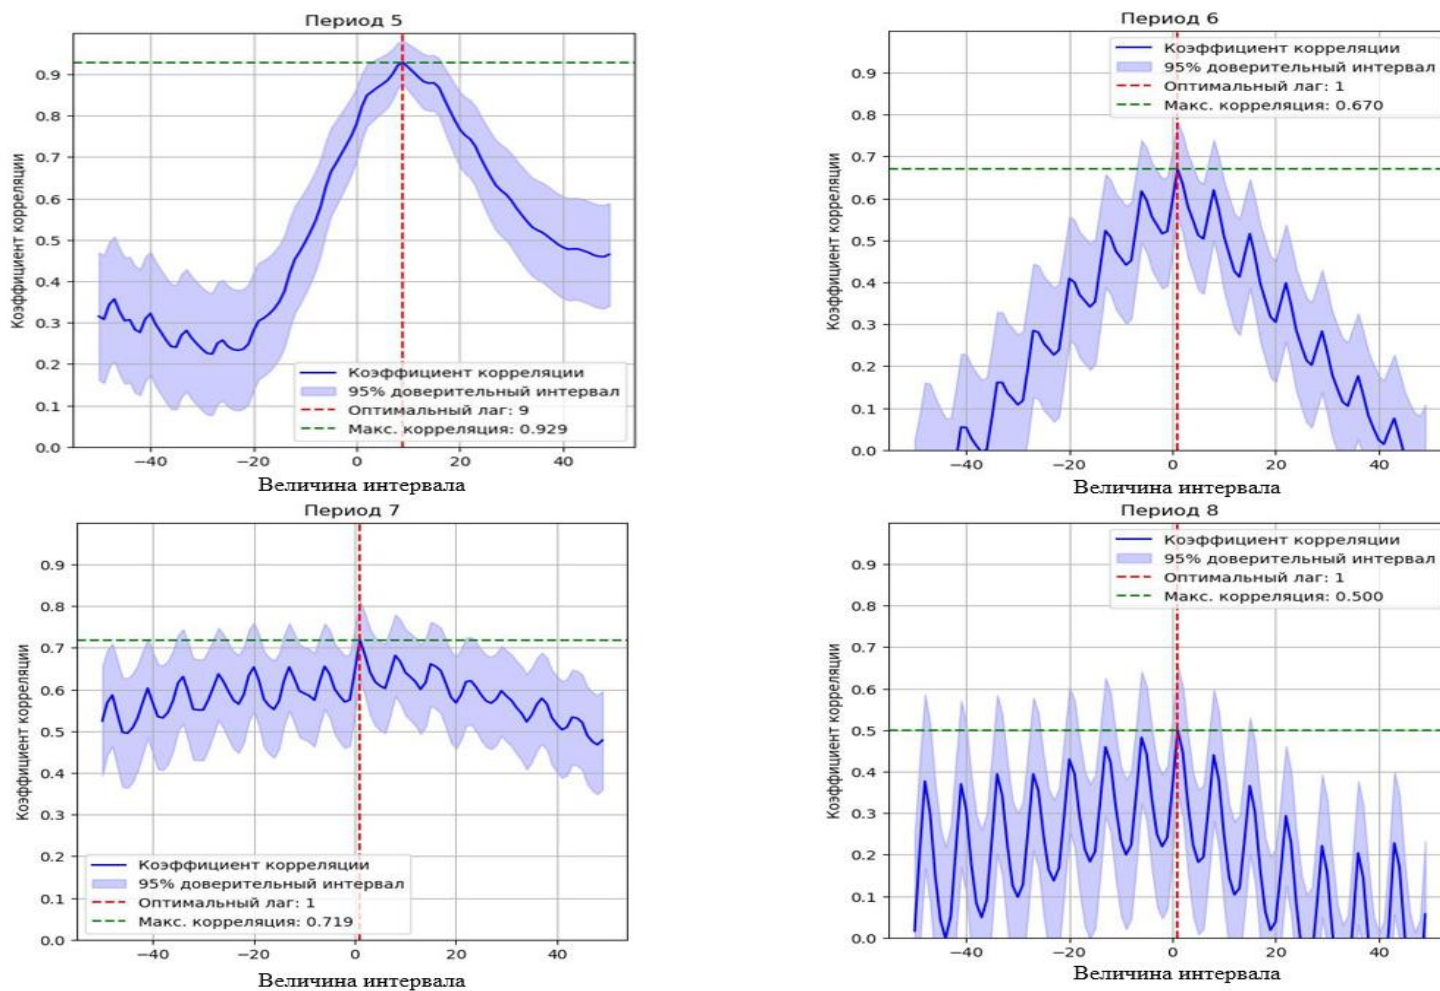 Период 5
Коэффициент корреляции
0.9
0.8
0.7
0.6
0.5
0.4
0.3
0.2
0.1
0.0
−40
−20
0
20
40
Коэффициент корреляции
95% доверительный интервал
Оптимальный лаг: 9
Макс. корреляция: 0.929
Величина интервала
Период 6
Коэффициент корреляции
0.9
0.8
0.7
0.6
0.5
0.4
0.3
0.2
0.1
0.0
−40
−20
0
20
40
Коэффициент корреляции
95% доверительный интервал
Оптимальный лаг: 1
Макс. корреляция: 0.670
Величина интервала
Период 7
Коэффициент корреляции
0.9
0.8
0.7
0.6
0.5
0.4
0.3
0.2
0.1
0.0
−40
−20
0
20
40
Коэффициент корреляции
95% доверительный интервал
Оптимальный лаг: 1
Макс. корреляция: 0.719
Величина интервала
Период 8
Коэффициент корреляции
0.9
0.8
0.7
0.6
0.5
0.4
0.3
0.2
0.1
0.0
−40
−20
0
20
40
Коэффициент корреляции
95% доверительный интервал
Оптимальный лаг: 1
Макс. корреляция: 0.500
Величина интервала